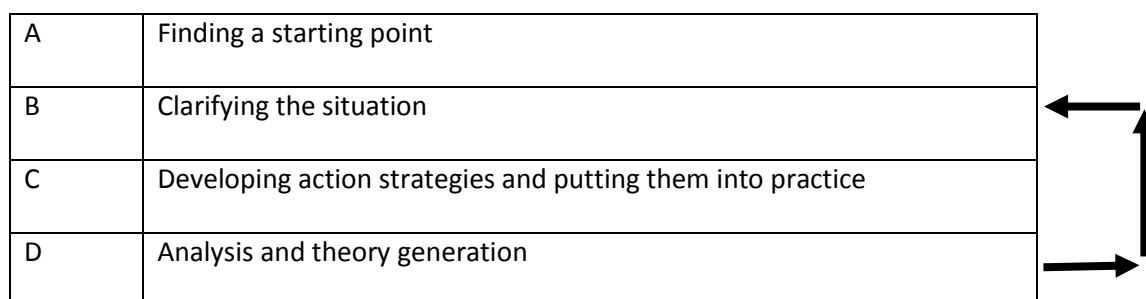 A Finding a starting point
B Clarifying the situation
C Developing action strategies and putting them into practice
D Analysis and theory generation